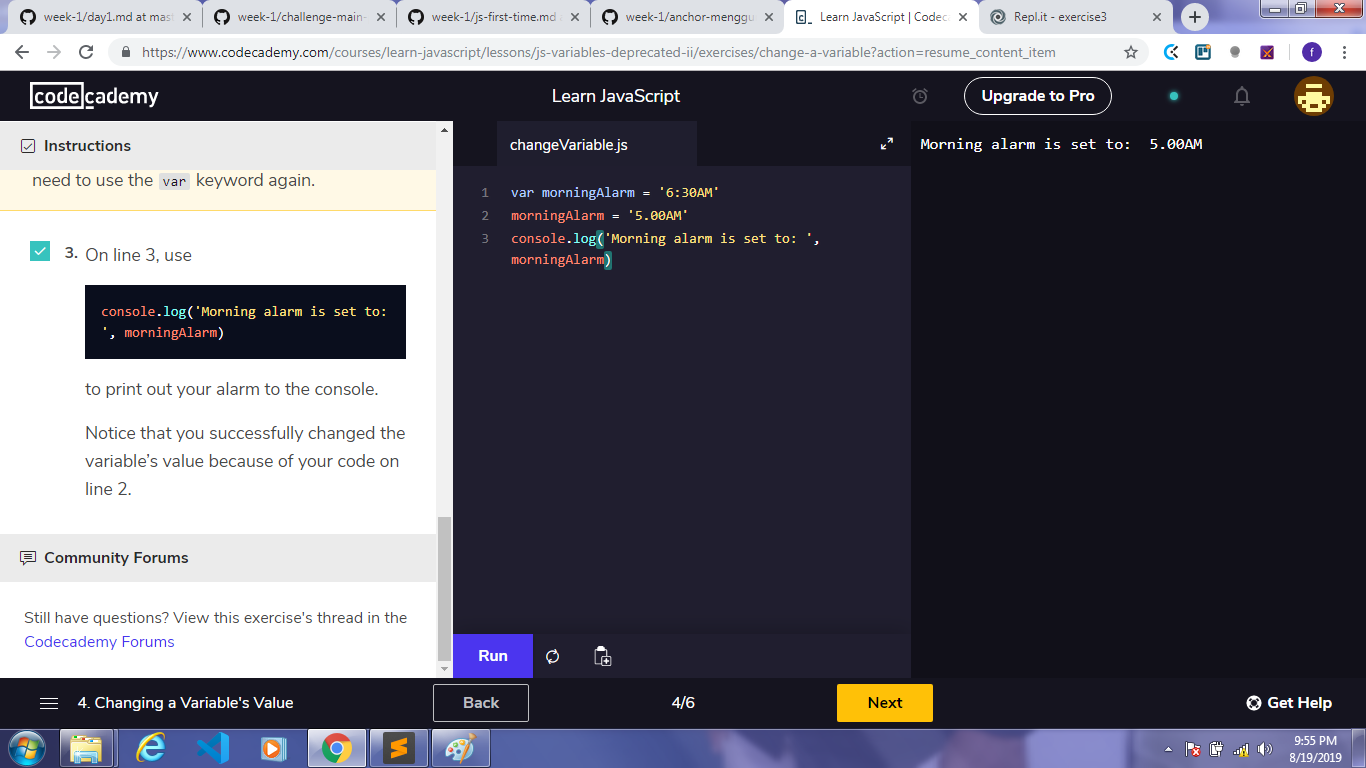 week-1/day1.md at mast
week-1/challenge-main-
week-1/js-first-time.md
week-1/anchor-menggu
Learn JavaScript | Codec
Repl.it - exercise3
https://www.codecademy.com/courses/learn-javascript/lessons/js-variables-deprecated-ii/exercises/change-a-variable?action=resume_content_item
f
codecademy
Learn JavaScript
Upgrade to Pro
Instructions
need to use the var keyword again.
3. On line 3, use
console.log('Morning alarm is set to:
', morningAlarm)
to print out your alarm to the console.
Notice that you successfully changed the
variable’s value because of your code on
line 2.
Community Forums
Still have questions? View this exercise's thread in the
Codecademy Forums
changeVariable.js
1 var morningAlarm = '6:30AM'
2 morningAlarm = '5.00AM'
3 console.log('Morning alarm is set to: ',
morningAlarm)
Run
Morning alarm is set to:  5.00AM
4. Changing a Variable's Value
Back
4/6
Next
Get Help
9:55 PM
8/19/2019